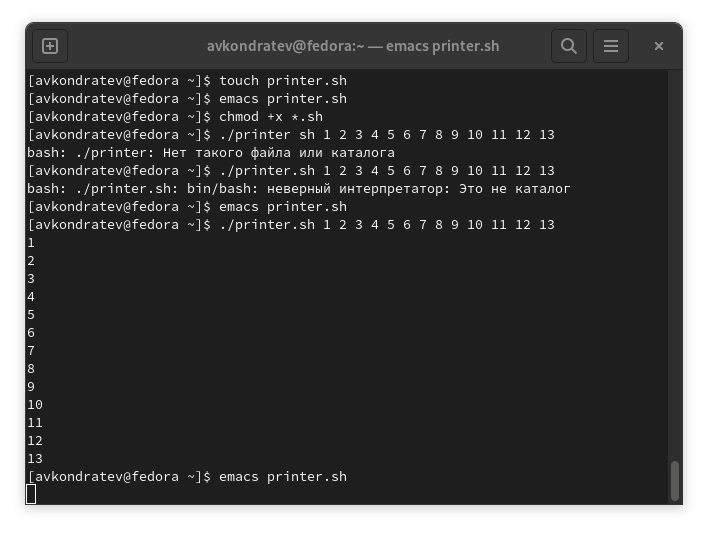 avkondratev@fedora:~ — emacs printer.sh
[avkondratev@fedora ~]$ touch printer.sh
[avkondratev@fedora ~]$ emacs printer.sh
[avkondratev@fedora ~]$ chmod +x *.sh
[avkondratev@fedora ~]$ ./printer sh 1 2 3 4 5 6 7 8 9 10 11 12 13
bash: ./printer: Нет такого файла или каталога
[avkondratev@fedora ~]$ ./printer.sh 1 2 3 4 5 6 7 8 9 10 11 12 13
bash: ./printer.sh: bin/bash: неверный интерпретатор: Это не каталог
[avkondratev@fedora ~]$ emacs printer.sh
[avkondratev@fedora ~]$ ./printer.sh 1 2 3 4 5 6 7 8 9 10 11 12 13
1
2
3
4
5
6
7
8
9
10
11
12
13
[avkondratev@fedora ~]$ emacs printer.sh